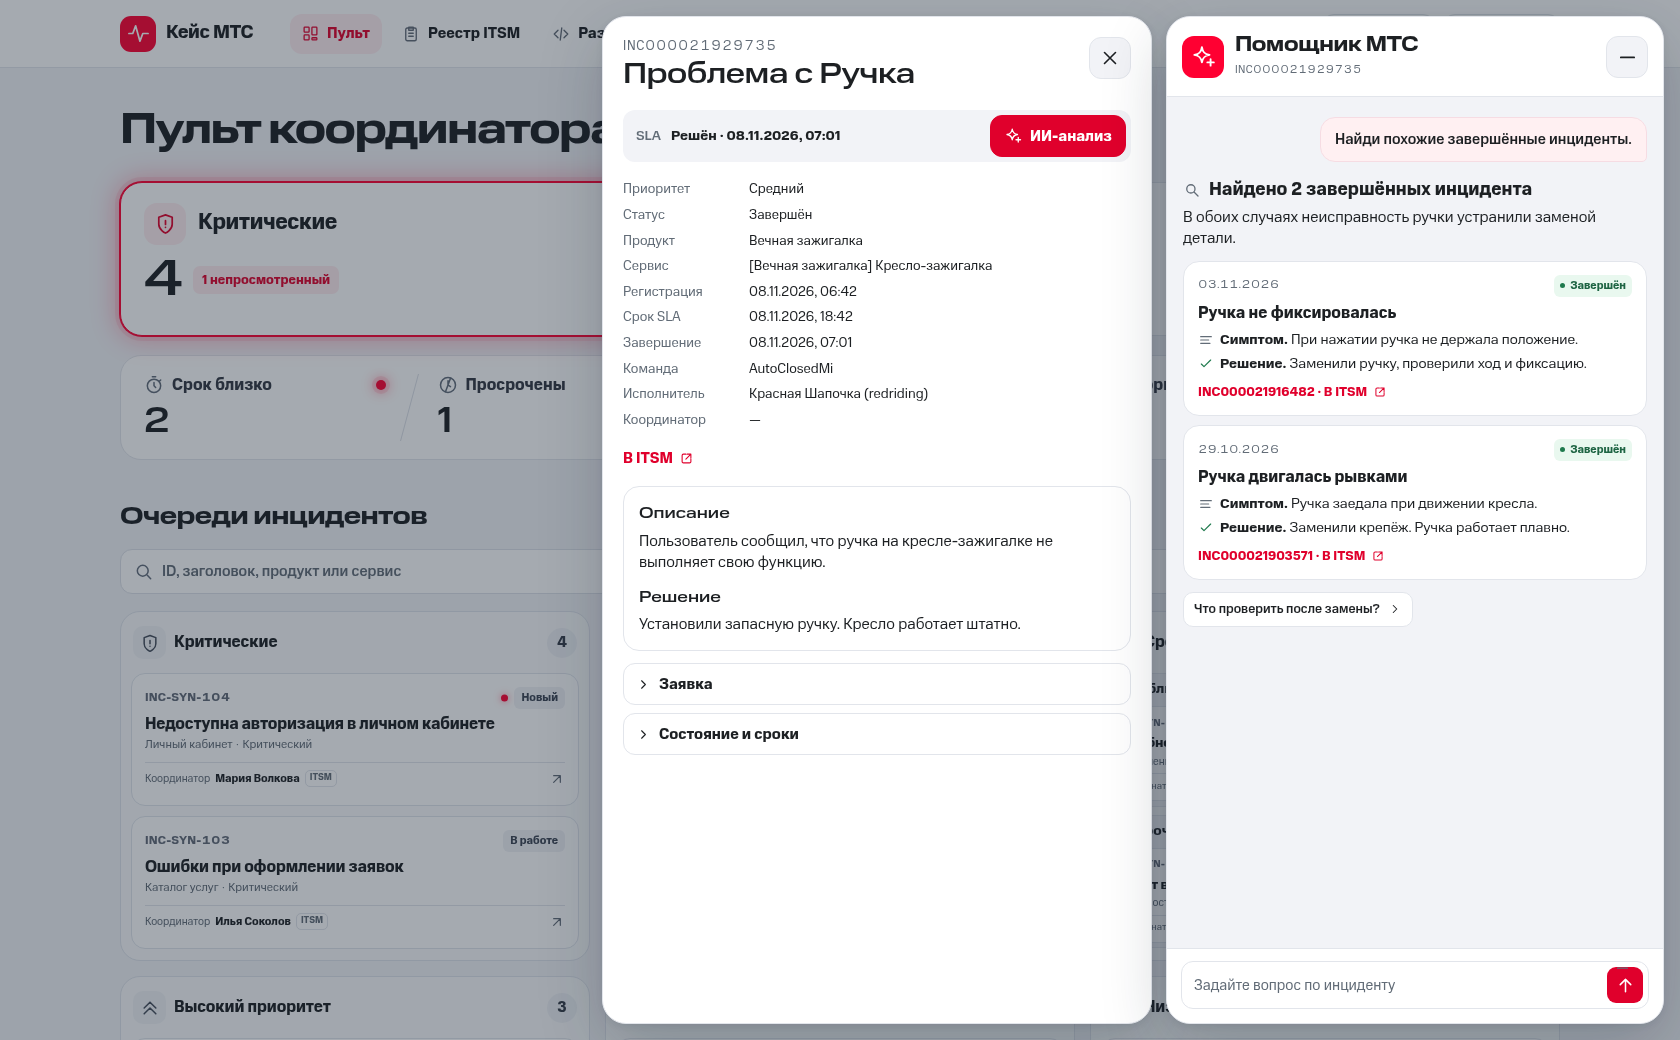 Кейс МТС
Пульт
Реестр ITSM
Пульт координатора
Критические
4
1 непросмотренный
Срок близко
2
Просрочены
1
Очереди инцидентов
ID, заголовок, продукт или сервис
Критические
4
INC-SYN-104
Новый
Недоступна авторизация в личном кабинете
Личный кабинет · Критический
Координатор Мария Волкова ITSM
INC-SYN-103
В работе
Ошибки при оформлении заявок
Каталог услуг · Критический
Координатор Илья Соколов ITSM
Высокий приоритет
3
INC000021929735
Проблема с Ручка
SLA Решён · 08.11.2026, 07:01
ИИ-анализ
Приоритет Средний
Статус Завершён
Продукт Вечная зажигалка
Сервис [Вечная зажигалка] Кресло-зажигалка
Регистрация 08.11.2026, 06:42
Срок SLA 08.11.2026, 18:42
Завершение 08.11.2026, 07:01
Команда AutoClosedMi
Исполнитель Красная Шапочка (redriding)
Координатор —
В ITSM
Описание
Пользователь сообщил, что ручка на кресле-зажигалке не
выполняет свою функцию.
Решение
Установили запасную ручку. Кресло работает штатно.
Заявка
Состояние и сроки
Помощник МТС
INC000021929735
Найди похожие завершённые инциденты.
Найдено 2 завершённых инцидента
В обоих случаях неисправность ручки устранили заменой
детали.
03.11.2026
Завершён
Ручка не фиксировалась
Симптом. При нажатии ручка не держала положение.
Решение. Заменили ручку, проверили ход и фиксацию.
INC000021916482 · В ITSM
29.10.2026
Завершён
Ручка двигалась рывками
Симптом. Ручка заедала при движении кресла.
Решение. Заменили крепёж. Ручка работает плавно.
INC000021903571 · В ITSM
Что проверить после замены?
Задайте вопрос по инциденту